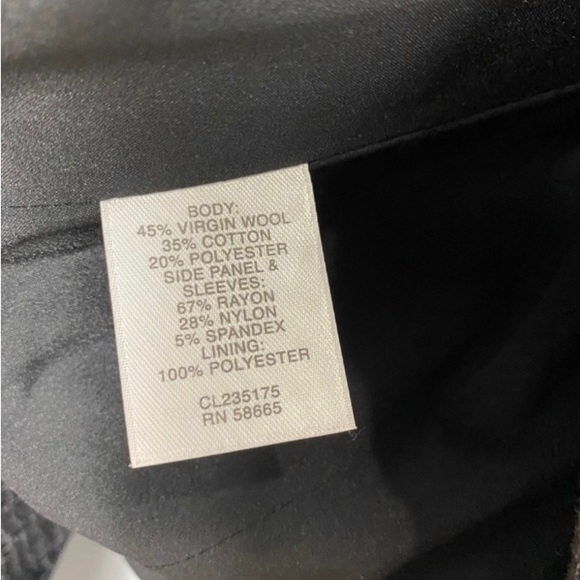 BODY:
45% VIRGIN WOOL
35% COTTON
20% POLYESTER
SIDE PANEL &
SLEEVES:
67% RAYON
28% NYLON
5% SPANDEX
LINING:
100% POLYESTER
CL235175
RN 58665